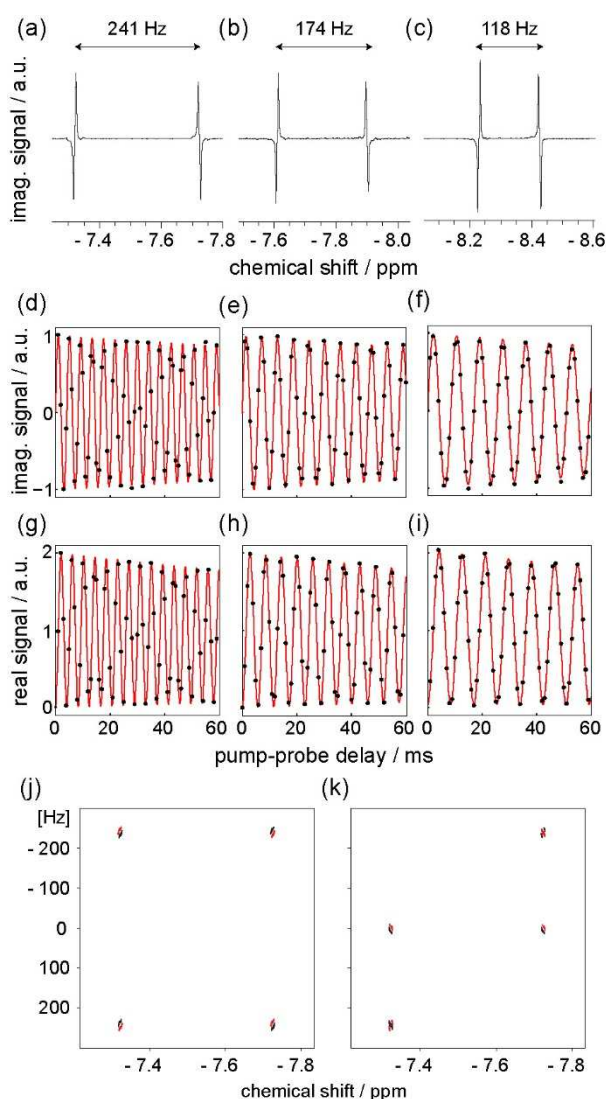 (a) (b) (c)
241 Hz 174 Hz 118 Hz
imag. signal / a.u.
- 7.4 - 7.6 - 7.8 - 7.6 - 7.8 - 8.0 - 8.2 - 8.4 - 8.6
chemical shift / ppm
(d) (e) (f)
imag. signal / a.u.
1
0
−1
(g) (h) (i)
real signal / a.u.
2
1
0
0 20 40 60 0 20 40 60 0 20 40 60
pump-probe delay / ms
(j) (k)
[Hz]
- 200
- 100
0
100
200
- 7.4 - 7.6 - 7.8 - 7.4 - 7.6 - 7.8
chemical shift / ppm chemical shift / ppm